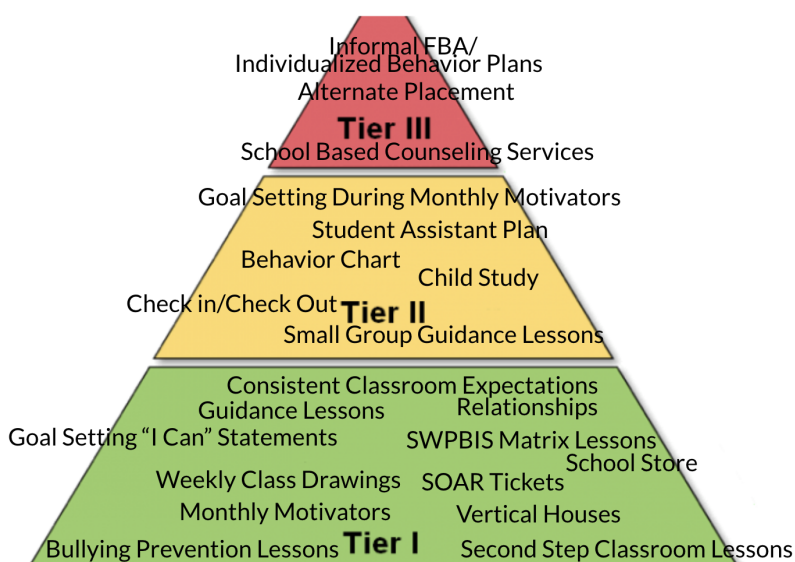 Informal FBA/
Individualized Behavior Plans
Alternate Placement
Tier III
School Based Counseling Services
Goal Setting During Monthly Motivators
Student Assistant Plan
Behavior Chart
Child Study
Check in/Check Out
Tier II
Small Group Guidance Lessons
Consistent Classroom Expectations
Guidance Lessons
Relationships
Goal Setting “I Can” Statements
SWPBIS Matrix Lessons
School Store
Weekly Class Drawings
SOAR Tickets
Monthly Motivators
Vertical Houses
Bullying Prevention Lessons
Tier I
Second Step Classroom Lessons